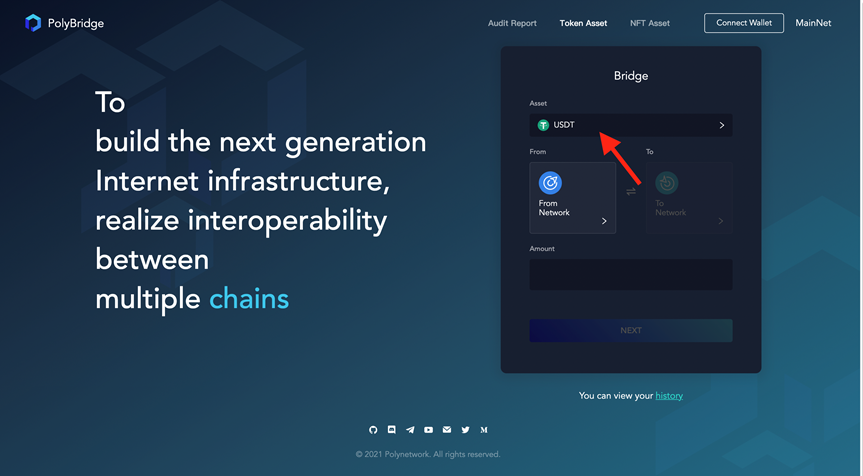 PolyBridge
Audit Report
Token Asset
NFT Asset
Connect Wallet
MainNet
To
build the next generation
Internet infrastructure,
realize interoperability
between
multiple chains
Bridge
Asset
USDT
From
To
From
Network
To
Network
Amount
NEXT
You can view your history
© 2021 Polynetwork. All rights reserved.